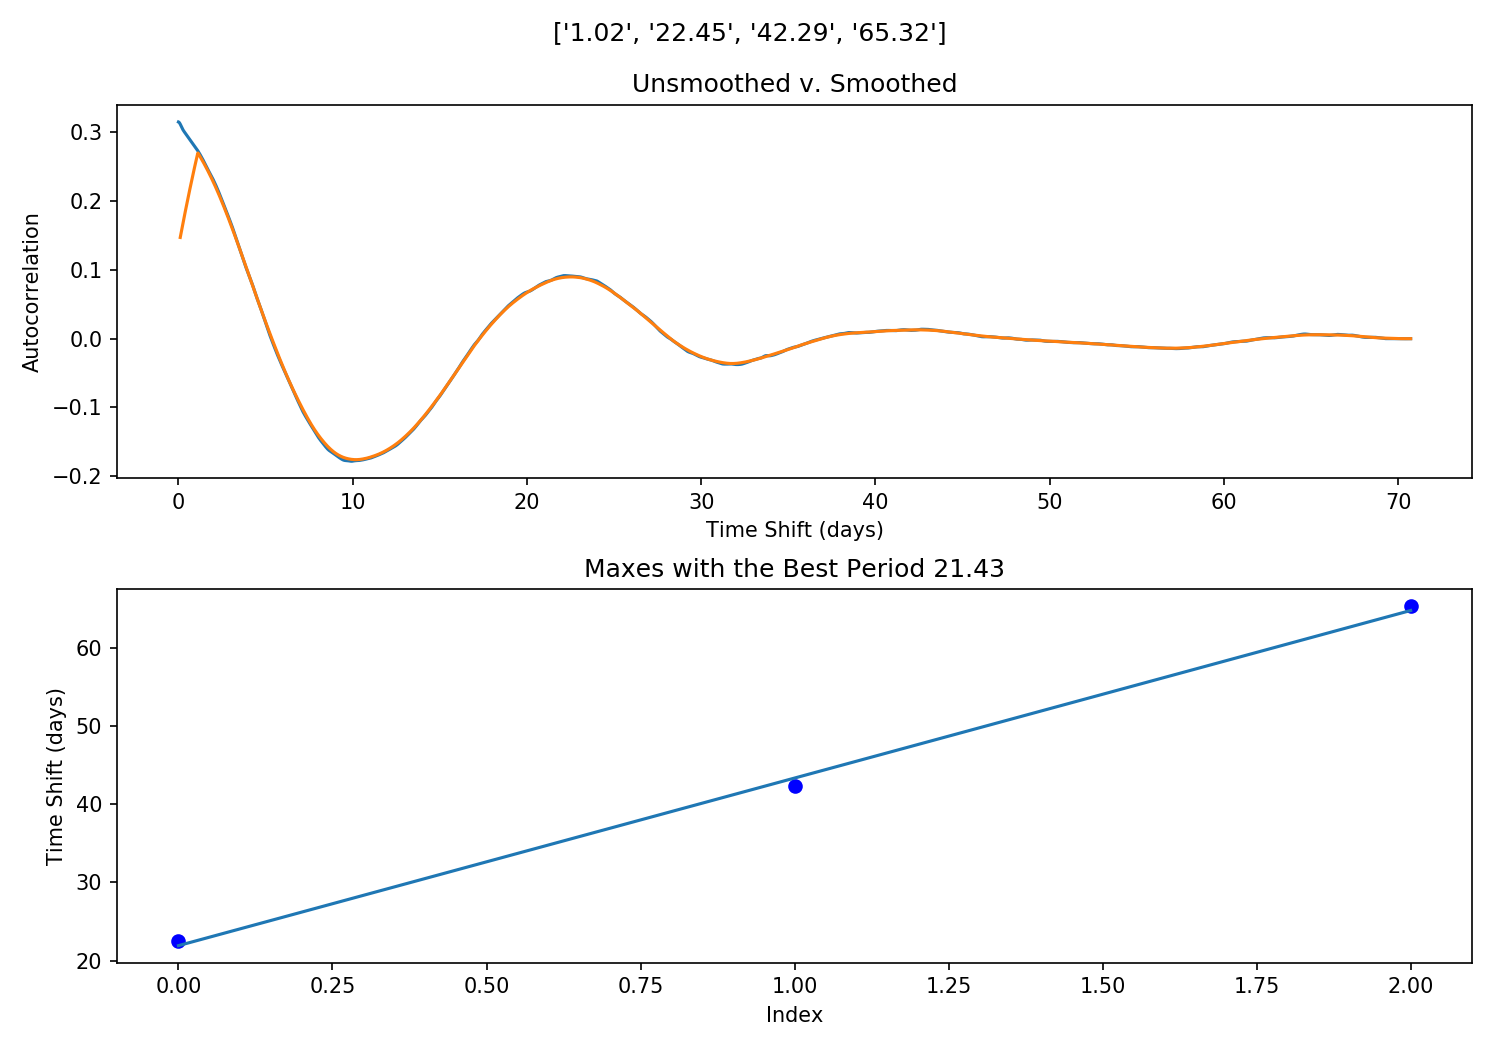 ['1.02', '22.45', '42.29', '65.32']
Unsmoothed v. Smoothed
Autocorrelation
0.3
0.2
0.1
0.0
−0.1
−0.2
0 10 20 30 40 50 60 70
Time Shift (days)
Maxes with the Best Period 21.43
Time Shift (days)
60
50
40
30
20
0.00 0.25 0.50 0.75 1.00 1.25 1.50 1.75 2.00
Index